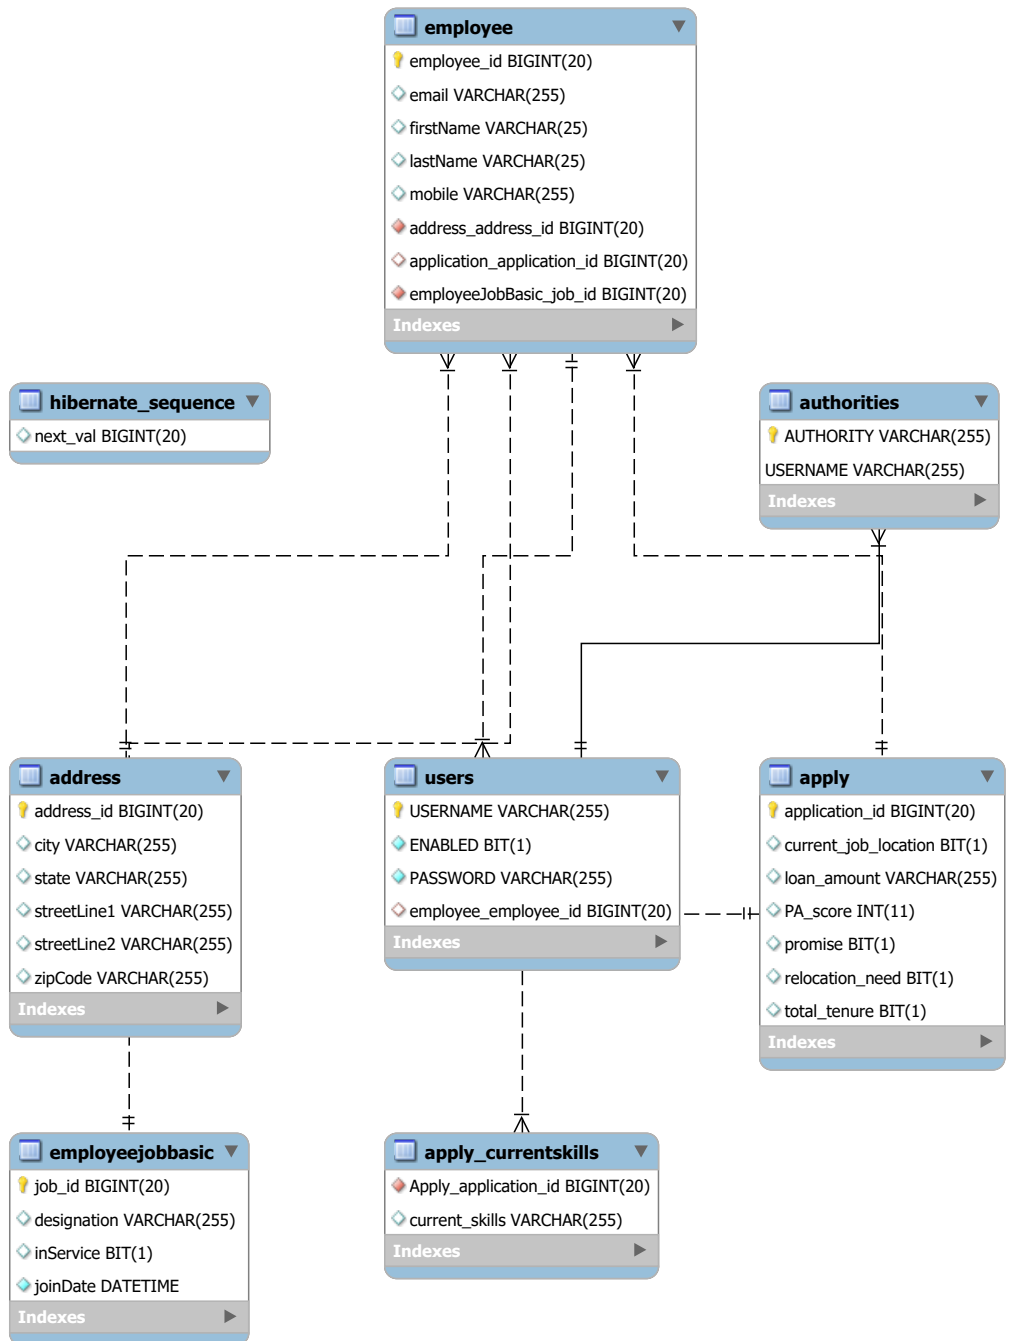 employee
employee_id BIGINT(20)
email VARCHAR(255)
firstName VARCHAR(25)
lastName VARCHAR(25)
mobile VARCHAR(255)
address_address_id BIGINT(20)
application_application_id BIGINT(20)
employeeJobBasic_job_id BIGINT(20)
Indexes
hibernate_sequence
next_val BIGINT(20)
authorities
AUTHORITY VARCHAR(255)
USERNAME VARCHAR(255)
Indexes
address
address_id BIGINT(20)
city VARCHAR(255)
state VARCHAR(255)
streetLine1 VARCHAR(255)
streetLine2 VARCHAR(255)
zipCode VARCHAR(255)
Indexes
users
USERNAME VARCHAR(255)
ENABLED BIT(1)
PASSWORD VARCHAR(255)
employee_employee_id BIGINT(20)
Indexes
apply
application_id BIGINT(20)
current_job_location BIT(1)
loan_amount VARCHAR(255)
PA_score INT(11)
promise BIT(1)
relocation_need BIT(1)
total_tenure BIT(1)
Indexes
employeejobbasic
job_id BIGINT(20)
designation VARCHAR(255)
inService BIT(1)
joinDate DATETIME
Indexes
apply_currentskills
Apply_application_id BIGINT(20)
current_skills VARCHAR(255)
Indexes